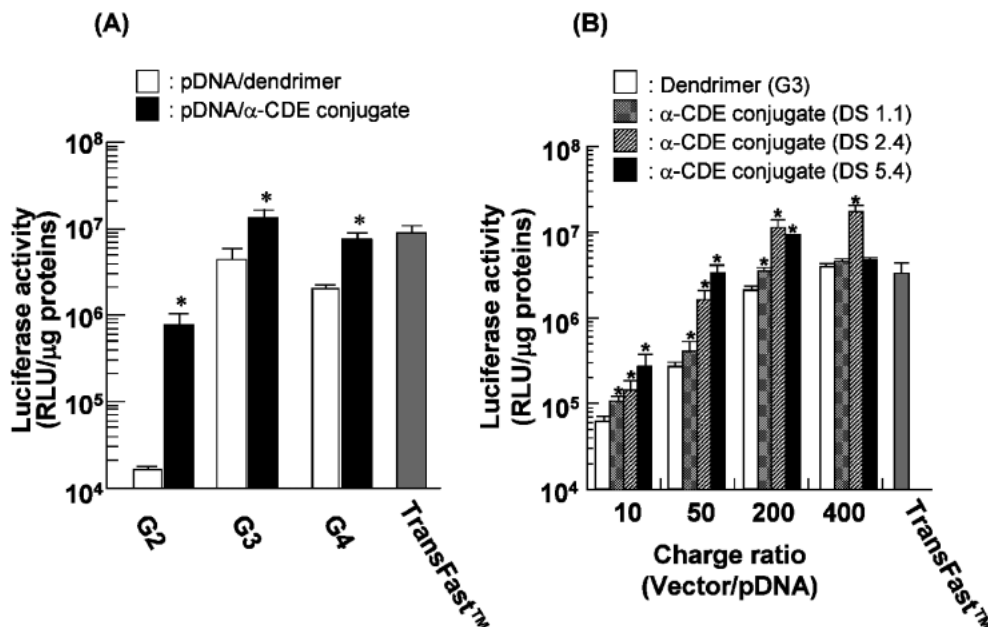 (A)
: pDNA/dendrimer
: pDNA/α-CDE conjugate
Luciferase activity
(RLU/μg proteins)
10⁸
10⁷
10⁶
10⁵
10⁴
*
*
*
G2
G3
G4
TransFast™
(B)
: Dendrimer (G3)
: α-CDE conjugate (DS 1.1)
: α-CDE conjugate (DS 2.4)
: α-CDE conjugate (DS 5.4)
Luciferase activity
(RLU/μg proteins)
10⁸
10⁷
10⁶
10⁵
10⁴
*
*
*
*
*
*
*
*
*
*
10
50
200
400
TransFast™
Charge ratio
(Vector/pDNA)